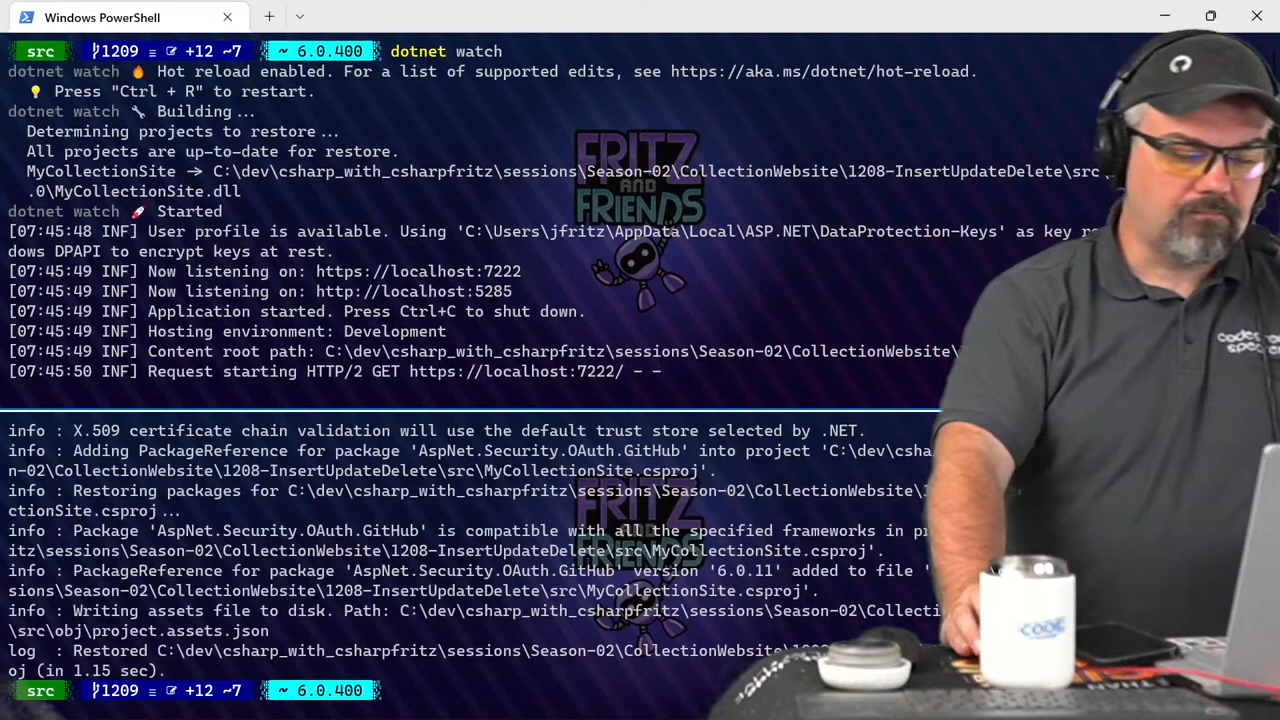 Windows PowerShell
src 1209 ≡ +12 ~7 ~ 6.0.400 dotnet watch
dotnet watch 🔥 Hot reload enabled. For a list of supported edits, see https://aka.ms/dotnet/hot-reload.
💡 Press "Ctrl + R" to restart.
dotnet watch 🔧 Building...
Determining projects to restore...
All projects are up-to-date for restore.
MyCollectionSite -> C:\dev\csharp_with_csharpfritz\sessions\Season-02\CollectionWebsite\1208-InsertUpdateDelete\src
.0\MyCollectionSite.dll
dotnet watch 🚀 Started
[07:45:48 INF] User profile is available. Using 'C:\Users\jfritz\AppData\Local\ASP.NET\DataProtection-Keys' as key re
dows DPAPI to encrypt keys at rest.
[07:45:49 INF] Now listening on: https://localhost:7222
[07:45:49 INF] Now listening on: http://localhost:5285
[07:45:49 INF] Application started. Press Ctrl+C to shut down.
[07:45:49 INF] Hosting environment: Development
[07:45:49 INF] Content root path: C:\dev\csharp_with_csharpfritz\sessions\Season-02\CollectionWebsite\
[07:45:50 INF] Request starting HTTP/2 GET https://localhost:7222/ - -
FRITZ
AND
FRIENDS
info : X.509 certificate chain validation will use the default trust store selected by .NET.
info : Adding PackageReference for package 'AspNet.Security.OAuth.GitHub' into project 'C:\dev\csha
n-02\CollectionWebsite\1208-InsertUpdateDelete\src\MyCollectionSite.csproj'.
info : Restoring packages for C:\dev\csharp_with_csharpfritz\sessions\Season-02\CollectionWebsite\1
ctionSite.csproj...
info : Package 'AspNet.Security.OAuth.GitHub' is compatible with all the specified frameworks in pr
itz\sessions\Season-02\CollectionWebsite\1208-InsertUpdateDelete\src\MyCollectionSite.csproj'.
info : PackageReference for package 'AspNet.Security.OAuth.GitHub' version '6.0.11' added to file '
sions\Season-02\CollectionWebsite\1208-InsertUpdateDelete\src\MyCollectionSite.csproj'.
info : Writing assets file to disk. Path: C:\dev\csharp_with_csharpfritz\sessions\Season-02\Collecti
\src\obj\project.assets.json
log : Restored C:\dev\csharp_with_csharpfritz\sessions\Season-02\CollectionWebsite\
oj (in 1.15 sec).
src 1209 ≡ +12 ~7 ~ 6.0.400
FRITZ
AND
FRIENDS
CODE